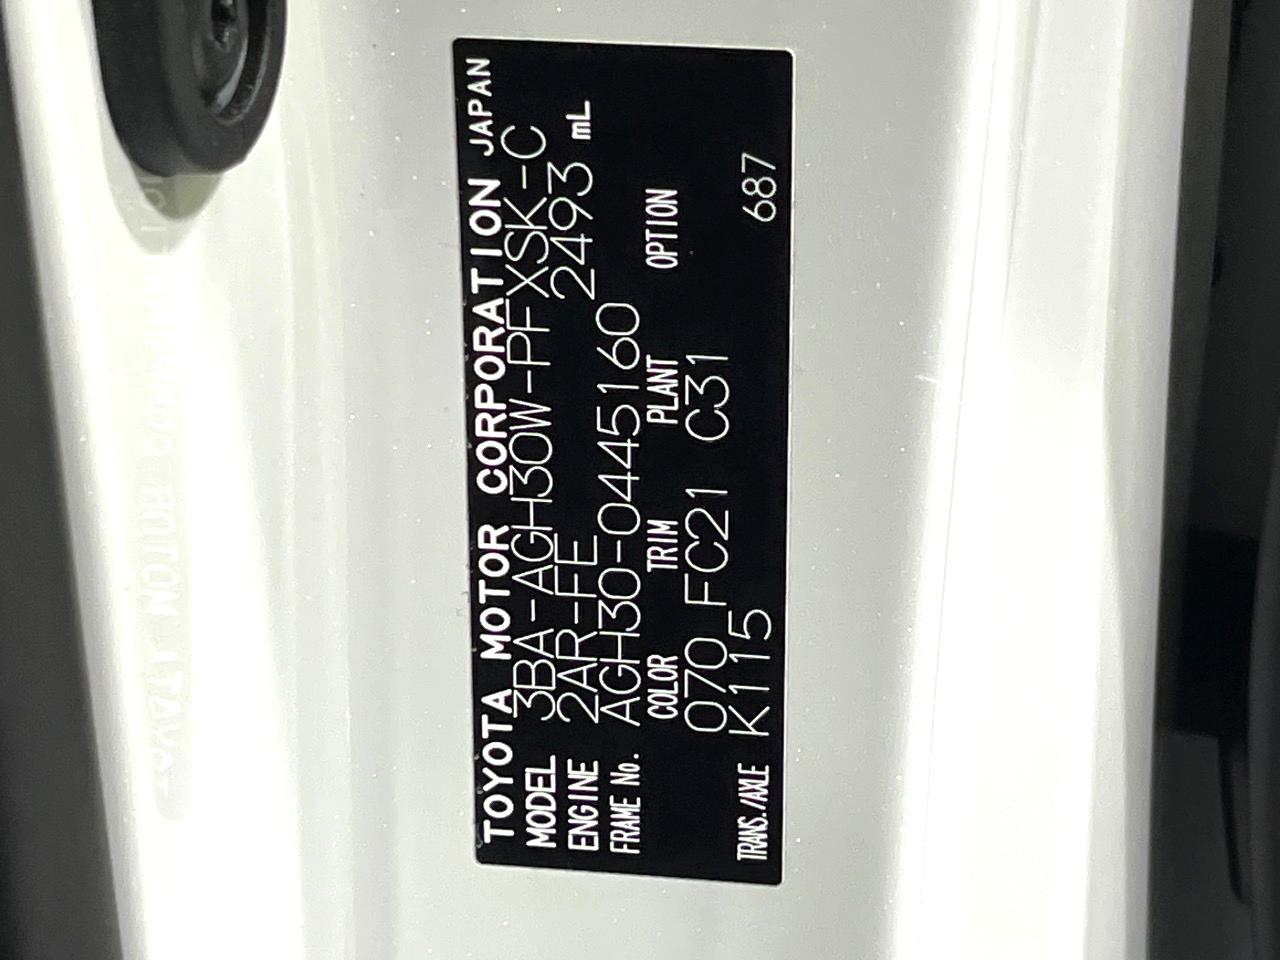 TOYOTA MOTOR CORPORATION JAPAN
MODEL 3BA-AGH30W-PFXSK-C
ENGINE 2AR-FE 2493 mL
FRAME No. AGH30-0445160
COLOR TRIM PLANT OPTION
070 FC21 C31
TRANS./AXLE K115 687